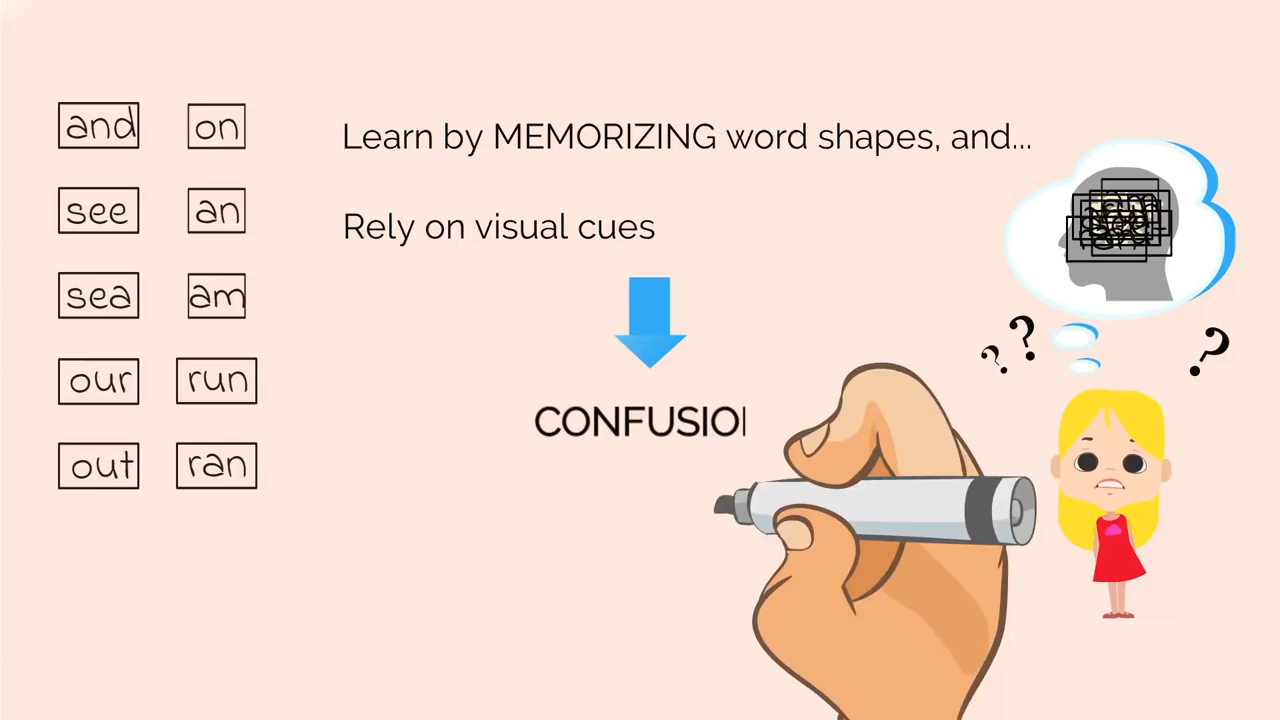 and on
see an
sea am
our run
out ran
Learn by MEMORIZING word shapes, and...
Rely on visual cues
CONFUSIO
? ? ?